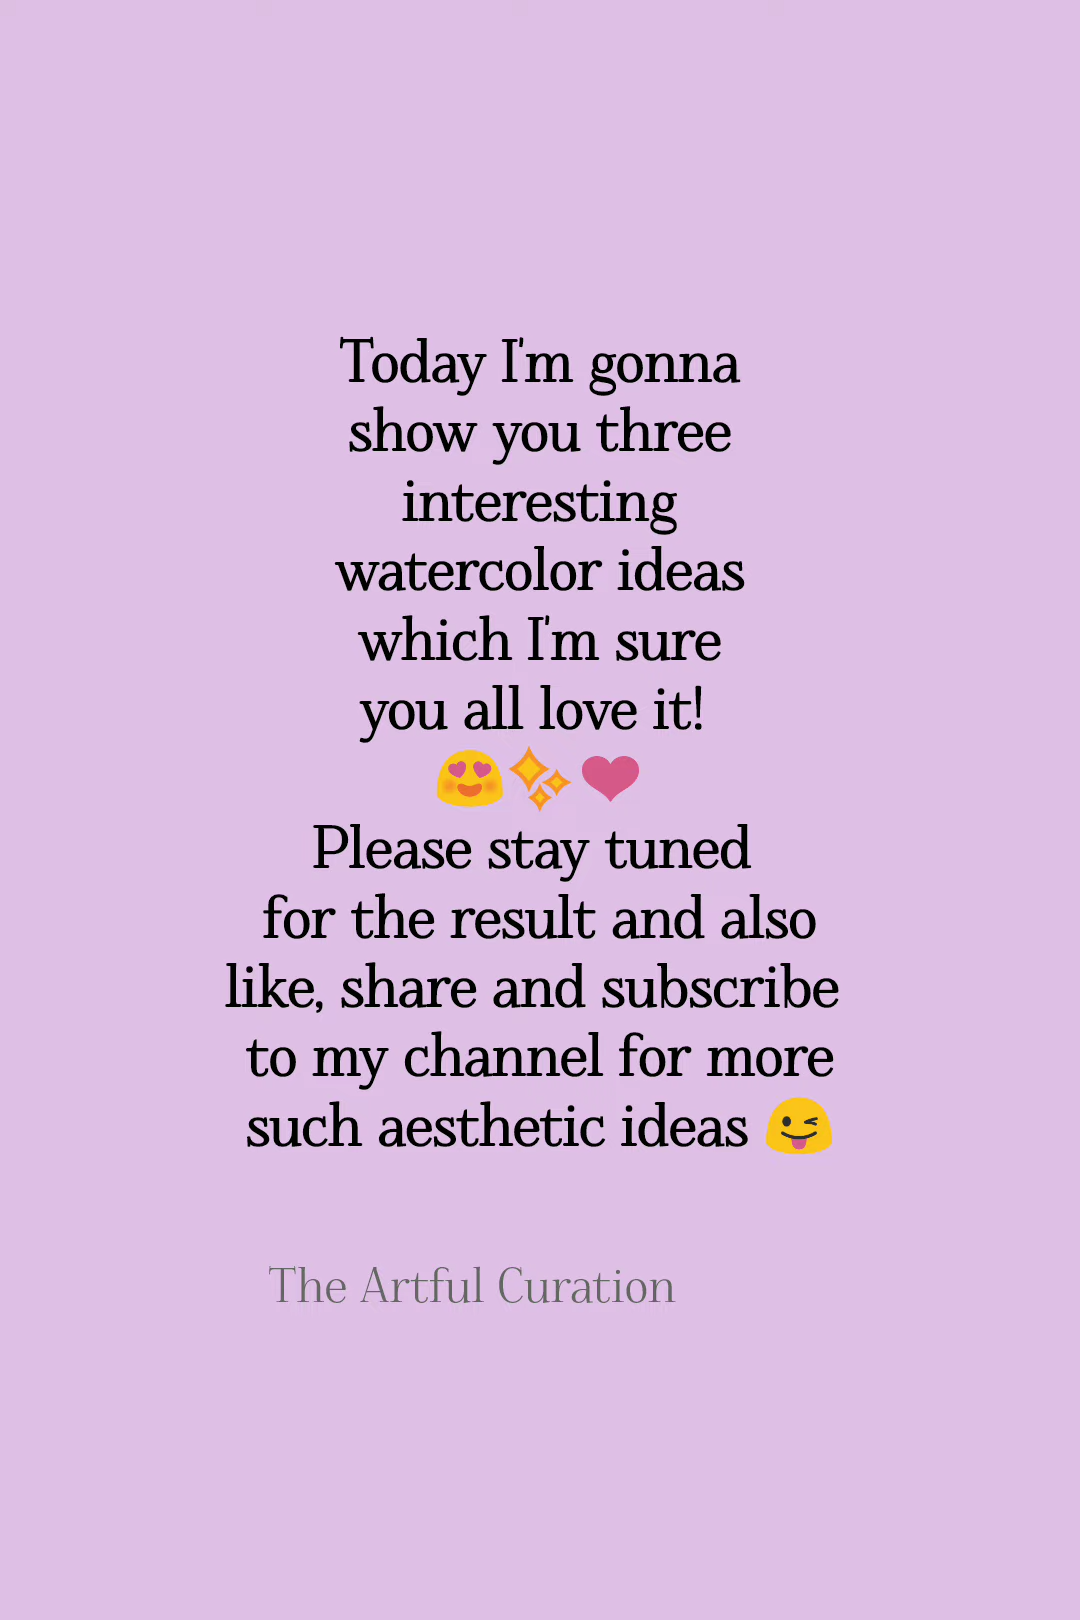 Today I'm gonna
show you three
interesting
watercolor ideas
which I'm sure
you all love it!
😍✨❤
Please stay tuned
for the result and also
like, share and subscribe
to my channel for more
such aesthetic ideas 😜
The Artful Curation